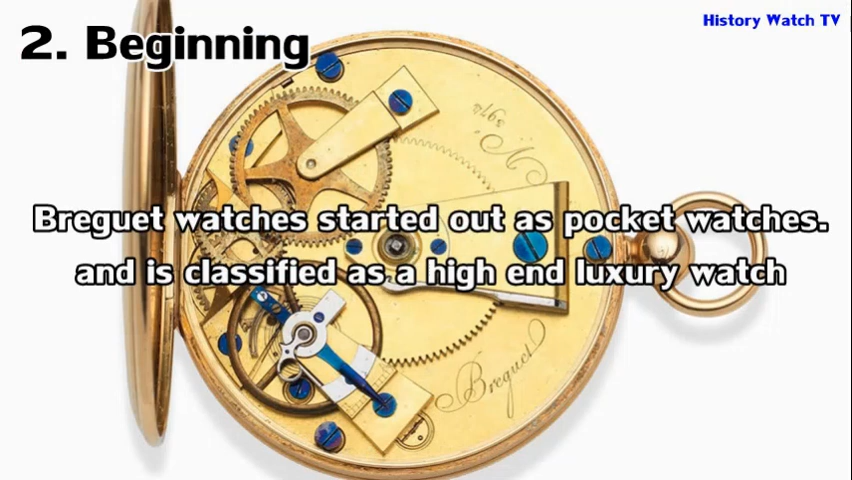 2. Beginning
History Watch TV
Breguet watches started out as pocket watches.
and is classified as a high end luxury watch
Breguet